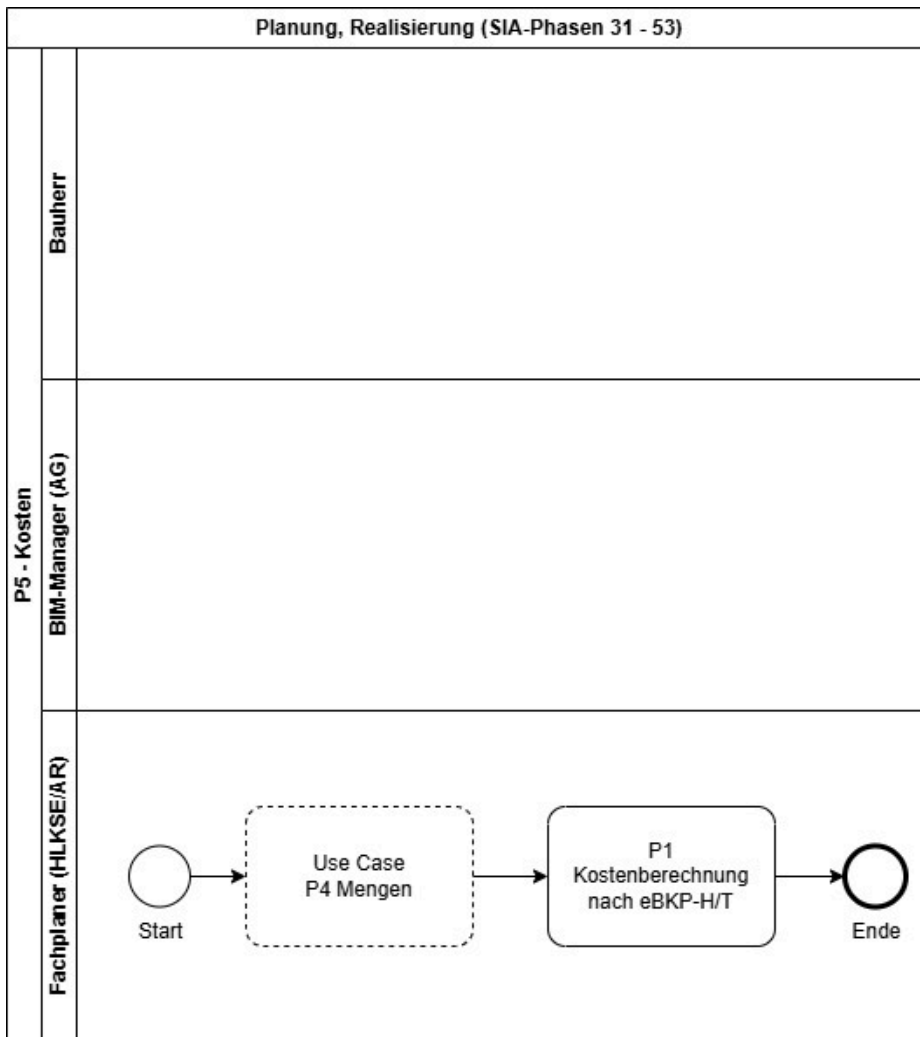 Planung, Realisierung (SIA-Phasen 31 - 53)
P5 - Kosten
Bauherr
BIM-Manager (AG)
Fachplaner (HLKSE/AR)
Start
Use Case
P4 Mengen
P1
Kostenberechnung
nach eBKP-H/T
Ende